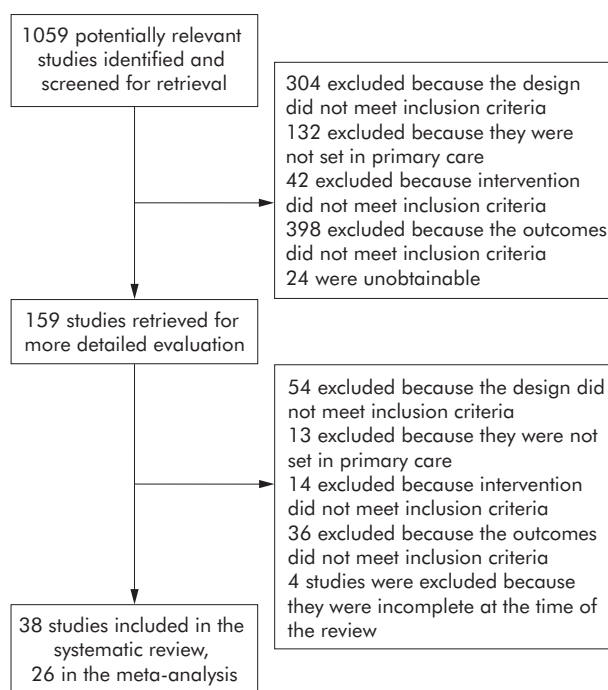 1059 potentially relevant
studies identified and
screened for retrieval
304 excluded because the design
did not meet inclusion criteria
132 excluded because they were
not set in primary care
42 excluded because intervention
did not meet inclusion criteria
398 excluded because the outcomes
did not meet inclusion criteria
24 were unobtainable
159 studies retrieved for
more detailed evaluation
54 excluded because the design did
not meet inclusion criteria
13 excluded because they were not
set in primary care
14 excluded because intervention
did not meet inclusion criteria
36 excluded because the outcomes
did not meet inclusion criteria
4 studies were excluded because
they were incomplete at the time of
the review
38 studies included in the
systematic review,
26 in the meta-analysis